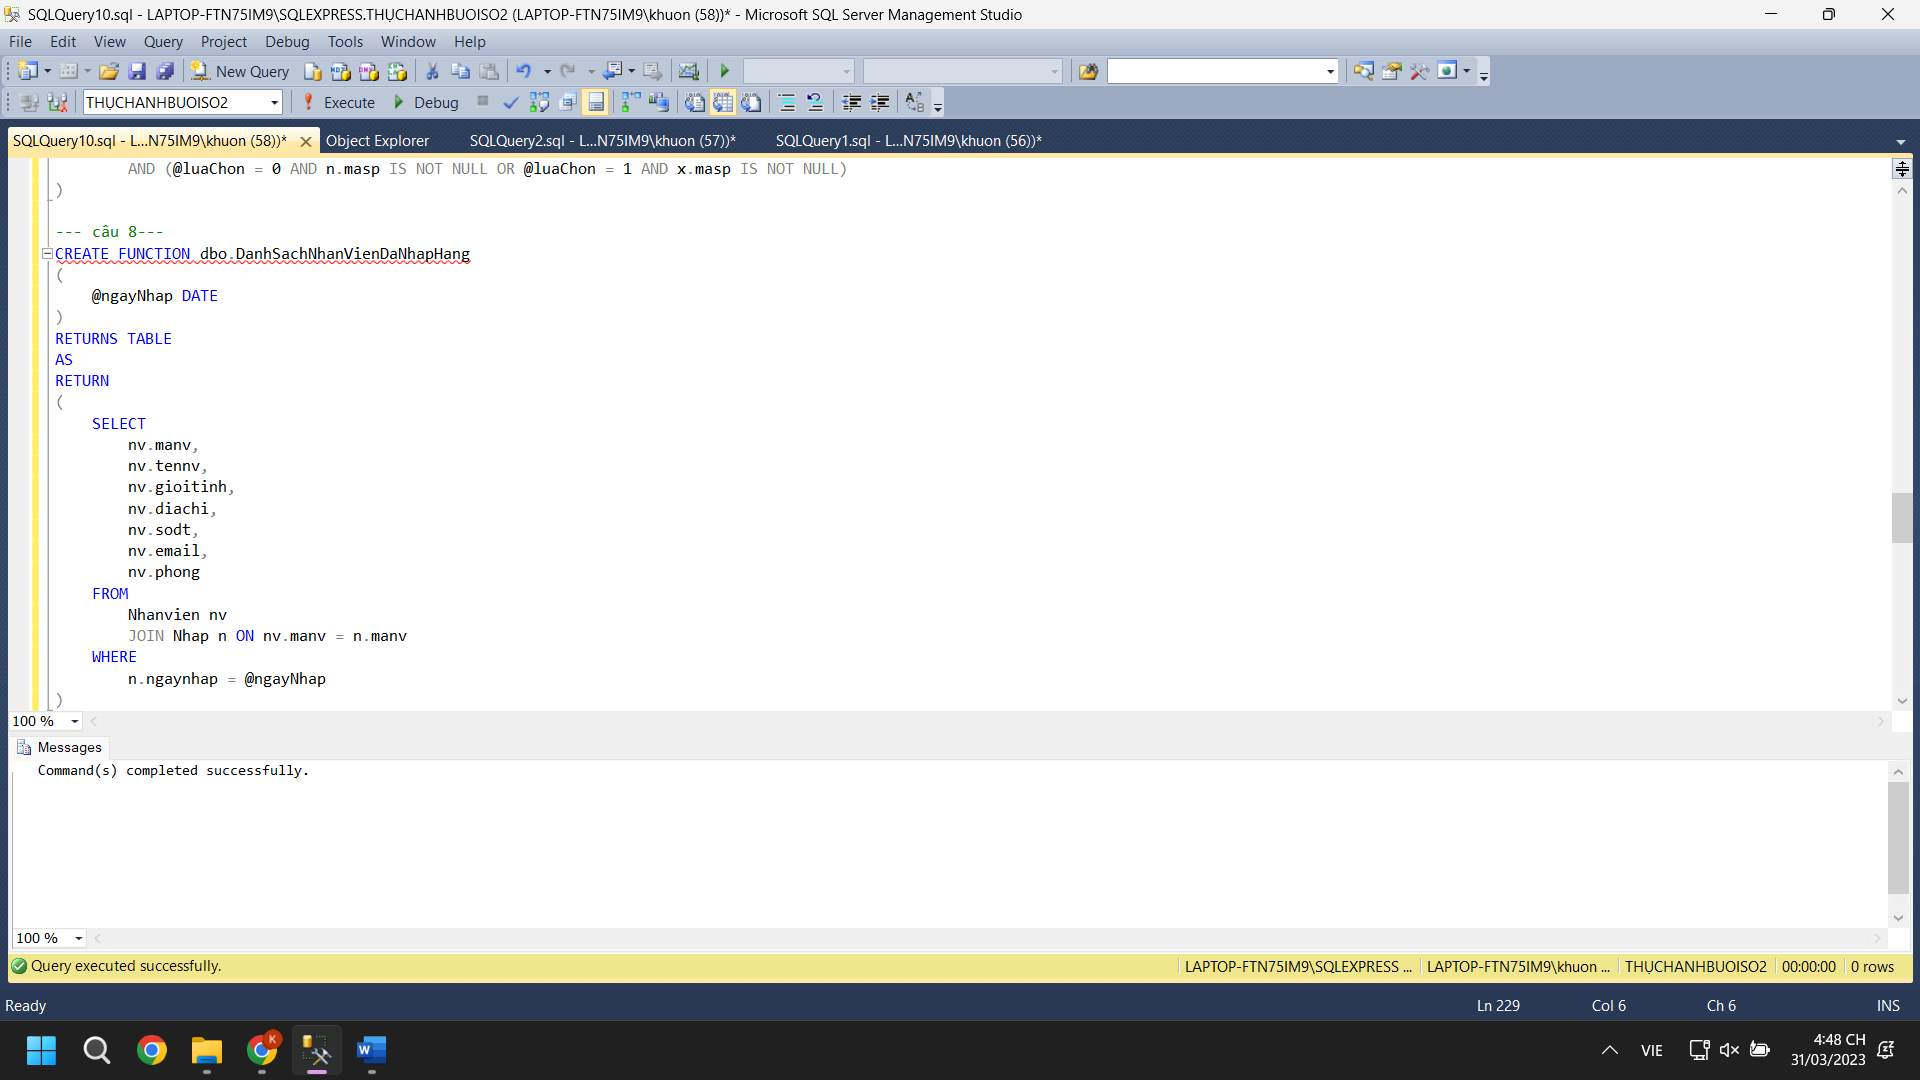 SQLQuery10.sql - LAPTOP-FTN75IM9\SQLEXPRESS.THỤCHANHBUOISO2 (LAPTOP-FTN75IM9\khuon (58))* - Microsoft SQL Server Management Studio
File Edit View Query Project Debug Tools Window Help
New Query
THỤCHANHBUOISO2 Execute Debug
SQLQuery10.sql - L...N75IM9\khuon (58))* Object Explorer SQLQuery2.sql - L...N75IM9\khuon (57))* SQLQuery1.sql - L...N75IM9\khuon (56))*
AND (@luaChon = 0 AND n.masp IS NOT NULL OR @luaChon = 1 AND x.masp IS NOT NULL)
)
--- câu 8---
CREATE FUNCTION dbo.DanhSachNhanVienDaNhapHang
(
@ngayNhap DATE
)
RETURNS TABLE
AS
RETURN
(
SELECT
nv.manv,
nv.tennv,
nv.gioitinh,
nv.diachi,
nv.sodt,
nv.email,
nv.phong
FROM
Nhanvien nv
JOIN Nhap n ON nv.manv = n.manv
WHERE
n.ngaynhap = @ngayNhap
)
100 %
Messages
Command(s) completed successfully.
100 %
Query executed successfully. LAPTOP-FTN75IM9\SQLEXPRESS ... LAPTOP-FTN75IM9\khuon ... THỤCHANHBUOISO2 00:00:00 0 rows
Ready Ln 229 Col 6 Ch 6 INS
K
W
VIE
4:48 CH
31/03/2023